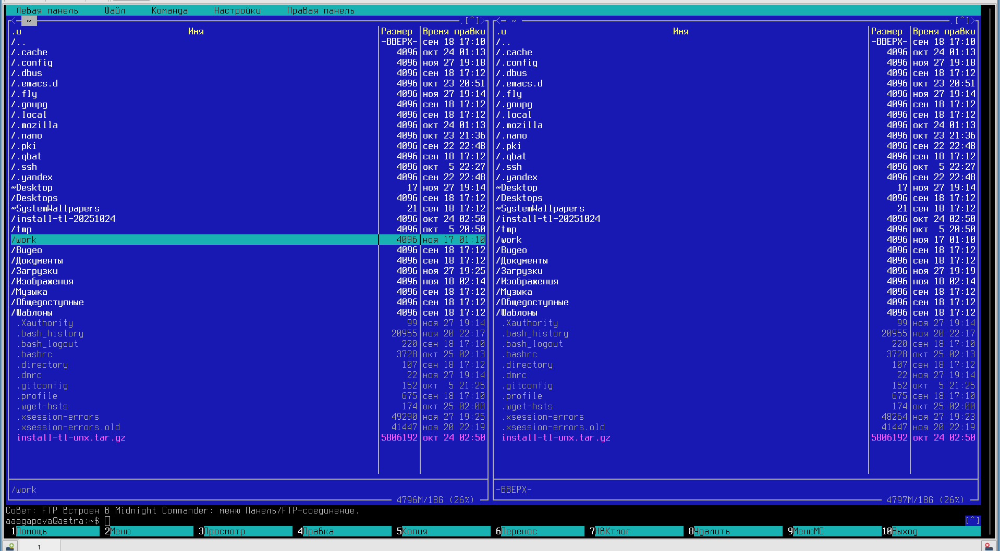 Левая панель Файл Команда Настройки Правая панель
<─ ~ .[^]> <─ ~ .[^]>
.и Имя Размер Время правки .и Имя Размер Время правки
/.. -ВВЕРХ- сен 18 17:10 /.. -ВВЕРХ- сен 18 17:10
/.cache 4096 окт 24 01:13 /.cache 4096 окт 24 01:13
/.config 4096 ноя 27 19:18 /.config 4096 ноя 27 19:18
/.dbus 4096 сен 18 17:12 /.dbus 4096 сен 18 17:12
/.emacs.d 4096 окт 23 20:51 /.emacs.d 4096 окт 23 20:51
/.fly 4096 ноя 27 19:14 /.fly 4096 ноя 27 19:14
/.gnupg 4096 сен 18 17:12 /.gnupg 4096 сен 18 17:12
/.local 4096 сен 18 17:12 /.local 4096 сен 18 17:12
/.mozilla 4096 окт 24 01:13 /.mozilla 4096 окт 24 01:13
/.nano 4096 окт 23 21:36 /.nano 4096 окт 23 21:36
/.pki 4096 сен 22 22:48 /.pki 4096 сен 22 22:48
/.qbat 4096 сен 18 17:12 /.qbat 4096 сен 18 17:12
/.ssh 4096 окт 5 22:27 /.ssh 4096 окт 5 22:27
/.yandex 4096 сен 22 22:48 /.yandex 4096 сен 22 22:48
~Desktop 17 ноя 27 19:14 ~Desktop 17 ноя 27 19:14
/Desktops 4096 сен 18 17:12 /Desktops 4096 сен 18 17:12
~SystemWallpapers 21 сен 18 17:12 ~SystemWallpapers 21 сен 18 17:12
/install-tl-20251024 4096 окт 24 02:50 /install-tl-20251024 4096 окт 24 02:50
/tmp 4096 окт 5 20:50 /tmp 4096 окт 5 20:50
/work 4096 ноя 17 01:10 /work 4096 ноя 17 01:10
/Видео 4096 сен 18 17:12 /Видео 4096 сен 18 17:12
/Документы 4096 сен 18 17:12 /Документы 4096 сен 18 17:12
/Загрузки 4096 ноя 27 19:25 /Загрузки 4096 ноя 27 19:19
/Изображения 4096 ноя 18 02:14 /Изображения 4096 ноя 18 02:14
/Музыка 4096 сен 18 17:12 /Музыка 4096 сен 18 17:12
/Общедоступные 4096 сен 18 17:12 /Общедоступные 4096 сен 18 17:12
/Шаблоны 4096 сен 18 17:12 /Шаблоны 4096 сен 18 17:12
.Xauthority 99 ноя 27 19:14 .Xauthority 99 ноя 27 19:14
.bash_history 20955 ноя 20 22:17 .bash_history 20955 ноя 20 22:17
.bash_logout 220 сен 18 17:10 .bash_logout 220 сен 18 17:10
.bashrc 3728 окт 25 02:13 .bashrc 3728 окт 25 02:13
.directory 107 сен 18 17:12 .directory 107 сен 18 17:12
.dmrc 22 ноя 27 19:14 .dmrc 22 ноя 27 19:14
.gitconfig 152 окт 5 21:25 .gitconfig 152 окт 5 21:25
.profile 675 сен 18 17:10 .profile 675 сен 18 17:10
.wget-hsts 174 окт 25 02:00 .wget-hsts 174 окт 25 02:00
.xsession-errors 49290 ноя 27 19:25 .xsession-errors 48264 ноя 27 19:23
.xsession-errors.old 41447 ноя 20 22:19 .xsession-errors.old 41447 ноя 20 22:19
install-tl-unx.tar.gz 5806192 окт 24 02:50 install-tl-unx.tar.gz 5806192 окт 24 02:50
/work -ВВЕРХ-
4796M/18G (26%) 4797M/18G (26%)
Совет: FTP встроен в Midnight Commander: меню Панель/FTP-соединение.
aaagapova@astra:~$ [^]
1Помощь 2Меню 3Просмотр 4Правка 5Копия 6Перенос 7НвКтлог 8Удалить 9МенюМС 10Выход
1